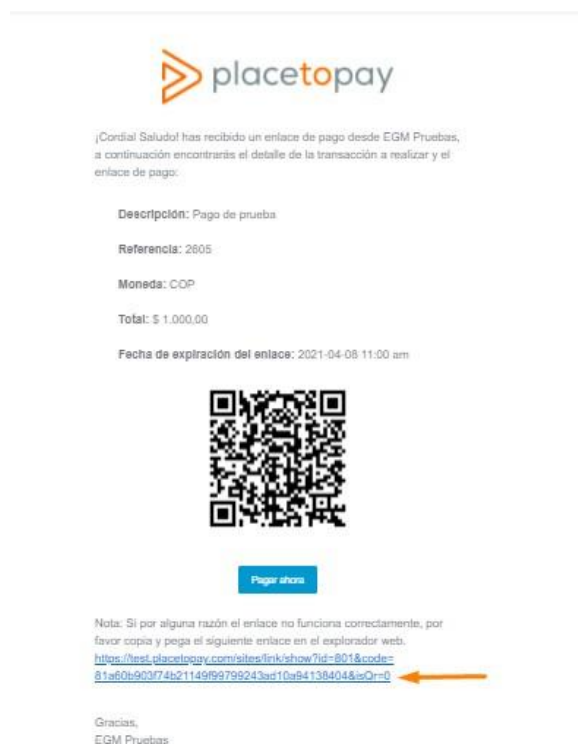 placetopay
¡Cordial Saludo! has recibido un enlace de pago desde EGM Pruebas,
a continuación encontrarás el detalle de la transacción a realizar y el
enlace de pago:
Descripción: Pago de prueba
Referencia: 2605
Moneda: COP
Total: $ 1.000,00
Fecha de expiración del enlace: 2021-04-08 11:00 am
Pagar ahora
Nota: Si por alguna razón el enlace no funciona correctamente, por
favor copia y pega el siguiente enlace en el explorador web.
https://test.placetopay.com/sites/link/show?id=801&code=
81a60b903f74b21149f99799243ad10a94138404&isQr=0
Gracias,
EGM Pruebas